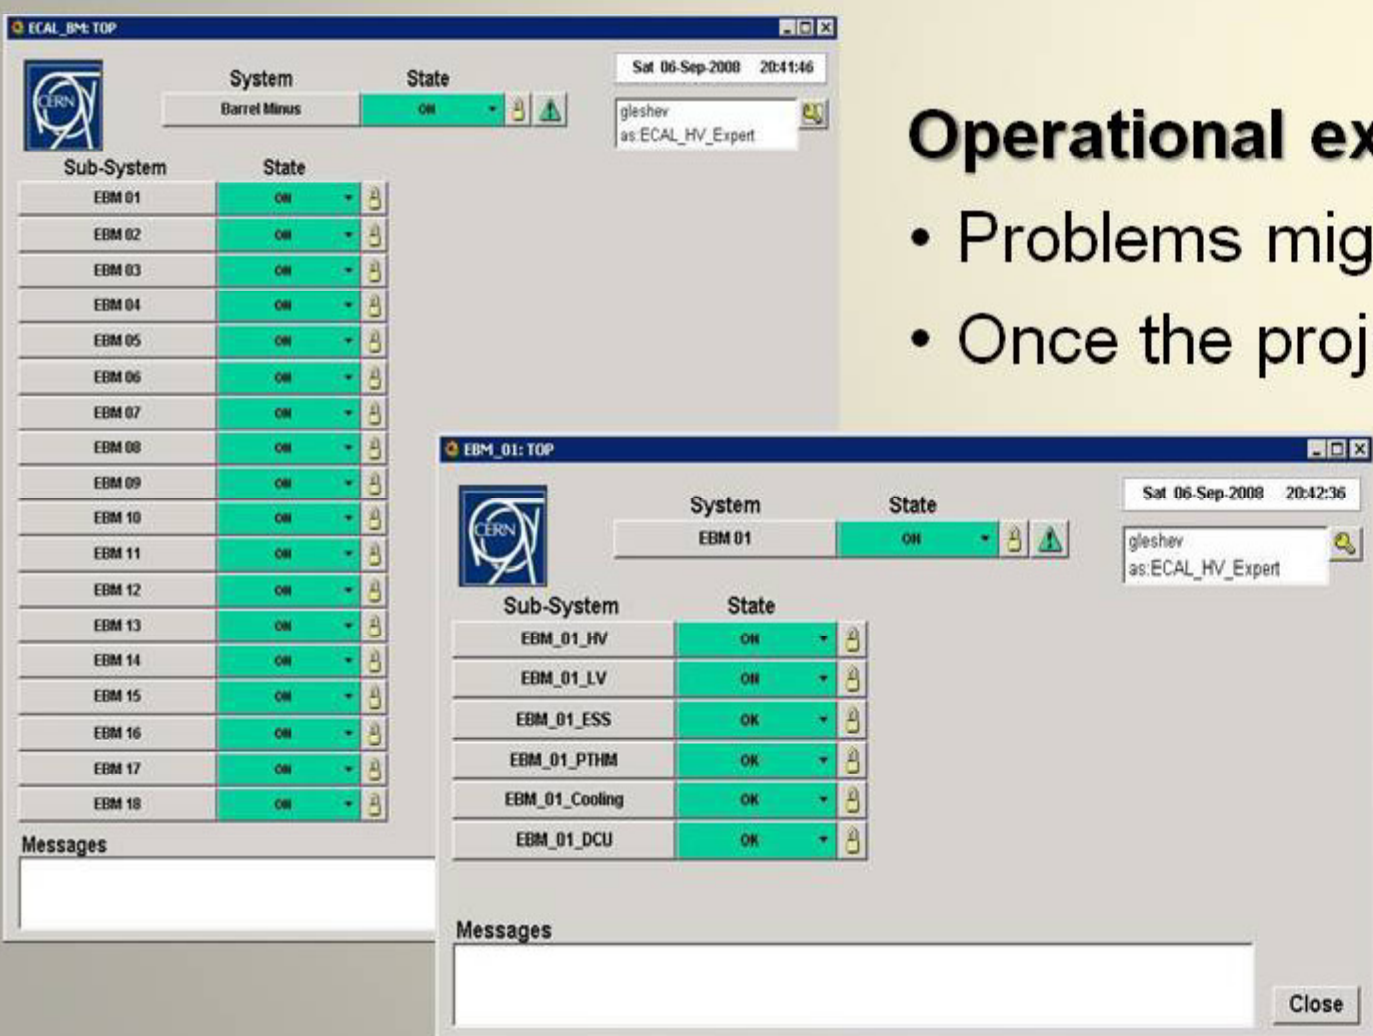 ECAL_BM: TOP
Sat 06-Sep-2008 20:41:46
CERN
System State
Barrel Minus ON
gleshev
as:ECAL_HV_Expert
Sub-System State
EBM 01 ON
EBM 02 ON
EBM 03 ON
EBM 04 ON
EBM 05 ON
EBM 06 ON
EBM 07 ON
EBM 08 ON
EBM 09 ON
EBM 10 ON
EBM 11 ON
EBM 12 ON
EBM 13 ON
EBM 14 ON
EBM 15 ON
EBM 16 ON
EBM 17 ON
EBM 18 ON
Messages
Operational ex
• Problems mig
• Once the proj
EBM_01: TOP
Sat 06-Sep-2008 20:42:36
CERN
System State
EBM 01 ON
gleshev
as:ECAL_HV_Expert
Sub-System State
EBM_01_HV ON
EBM_01_LV ON
EBM_01_ESS OK
EBM_01_PTHM OK
EBM_01_Cooling OK
EBM_01_DCU OK
Messages
Close